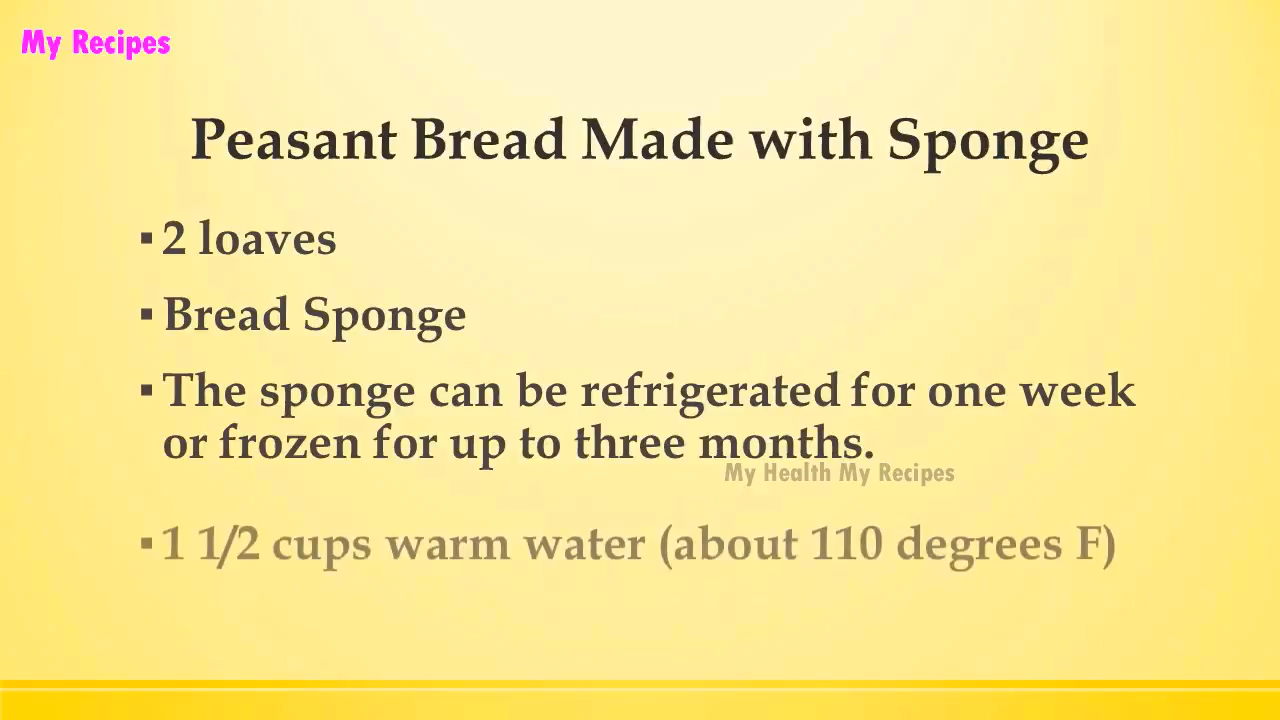 My Recipes
Peasant Bread Made with Sponge
▪ 2 loaves
▪ Bread Sponge
▪ The sponge can be refrigerated for one week
or frozen for up to three months.
My Health My Recipes
▪ 1 1/2 cups warm water (about 110 degrees F)